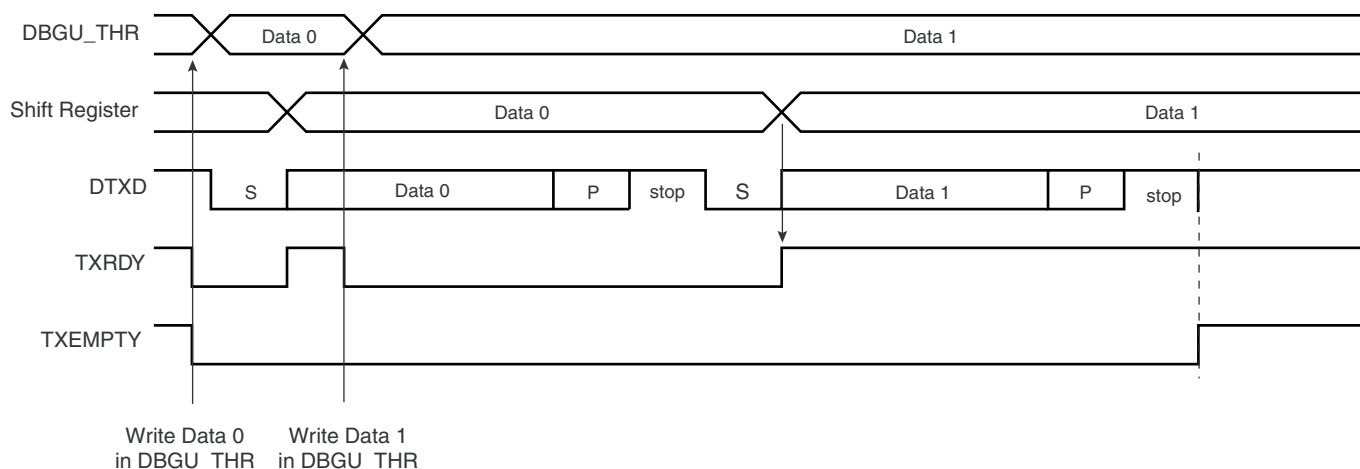 DBGU_THR
Data 0
Data 1
Shift Register
Data 0
Data 1
DTXD
S
Data 0
P
stop
S
Data 1
P
stop
TXRDY
TXEMPTY
Write Data 0
in DBGU_THR
Write Data 1
in DBGU_THR